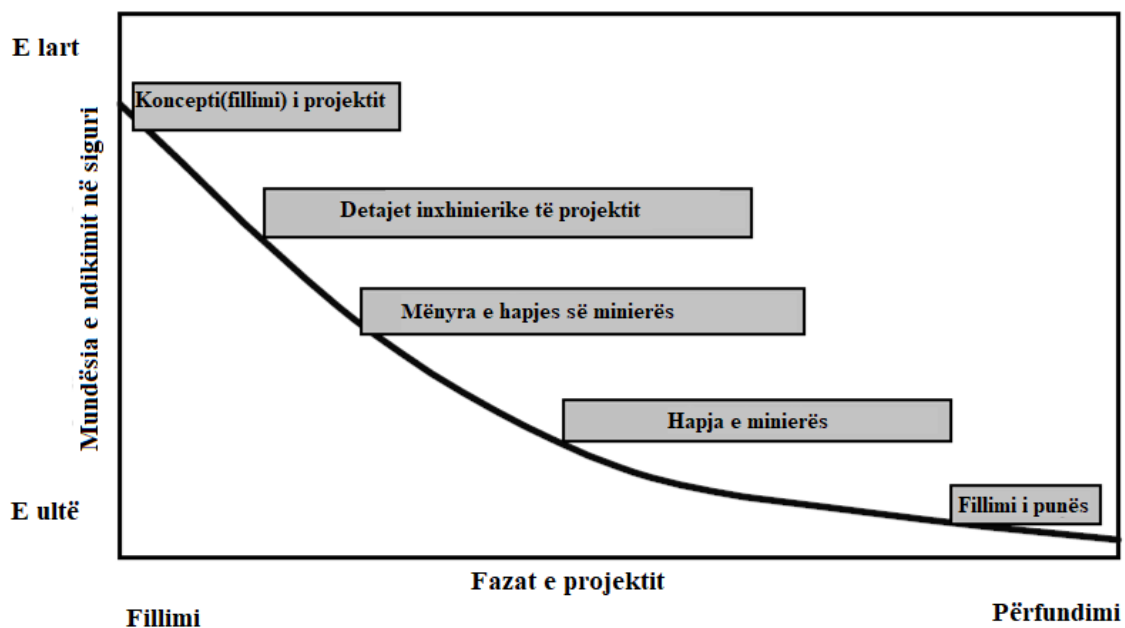 E lart
Koncepti(fillimi) i projektit
Mundësia e ndikimit në siguri
Detajet inxhinierike të projektit
Mënyra e hapjes së minierës
Hapja e minierës
E ultë
Fillimi i punës
Fazat e projektit
Fillimi
Përfundimi